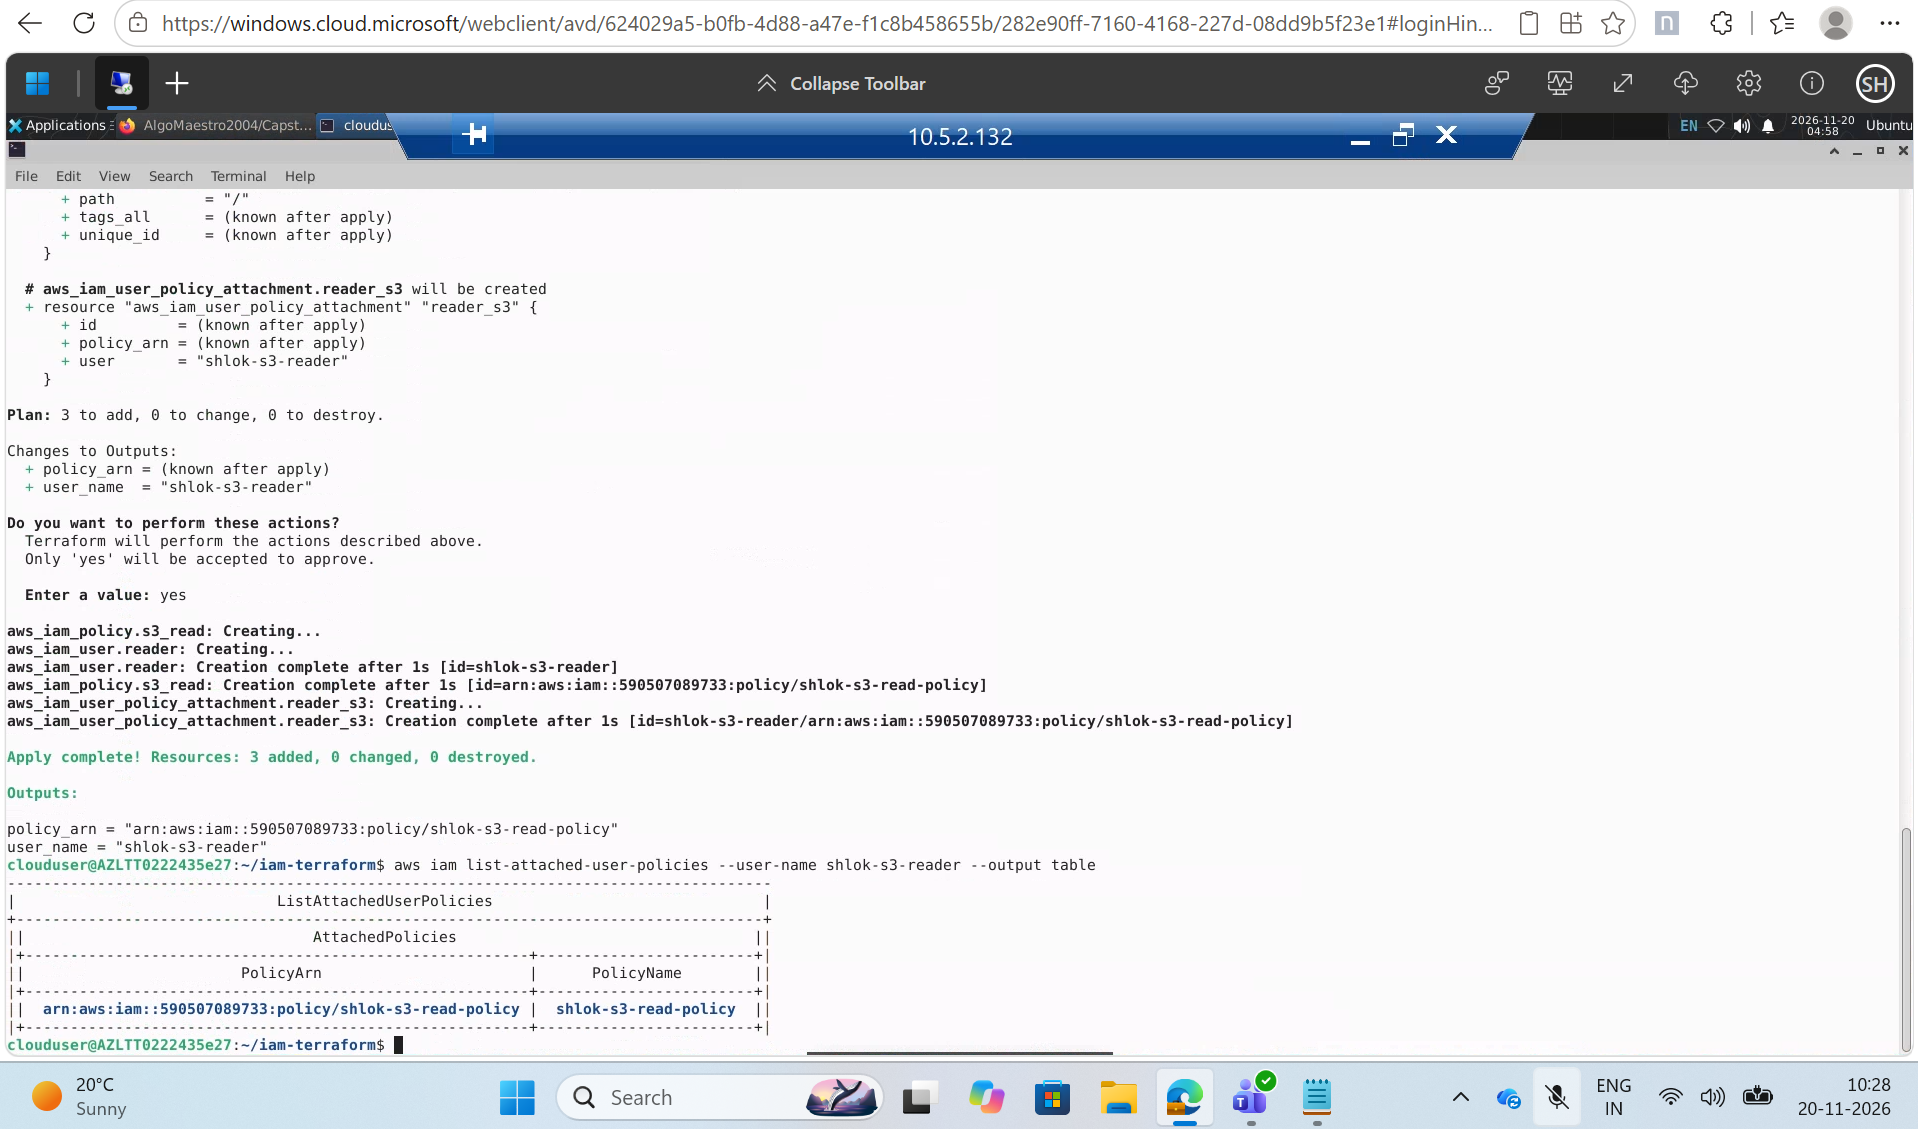 https://windows.cloud.microsoft/webclient/avd/624029a5-b0fb-4d88-a47e-f1c8b458655b/282e90ff-7160-4168-227d-08dd9b5f23e1#loginHin...
Collapse Toolbar
SH
Applications
AlgoMaestro2004/Capst...
cloudus
10.5.2.132
EN
2026-11-20
04:58
Ubuntu
File Edit View Search Terminal Help
+ path          = "/"
+ tags_all      = (known after apply)
+ unique_id     = (known after apply)
}
# aws_iam_user_policy_attachment.reader_s3 will be created
+ resource "aws_iam_user_policy_attachment" "reader_s3" {
+ id         = (known after apply)
+ policy_arn = (known after apply)
+ user       = "shlok-s3-reader"
}
Plan: 3 to add, 0 to change, 0 to destroy.
Changes to Outputs:
+ policy_arn = (known after apply)
+ user_name  = "shlok-s3-reader"
Do you want to perform these actions?
Terraform will perform the actions described above.
Only 'yes' will be accepted to approve.
Enter a value: yes
aws_iam_policy.s3_read: Creating...
aws_iam_user.reader: Creating...
aws_iam_user.reader: Creation complete after 1s [id=shlok-s3-reader]
aws_iam_policy.s3_read: Creation complete after 1s [id=arn:aws:iam::590507089733:policy/shlok-s3-read-policy]
aws_iam_user_policy_attachment.reader_s3: Creating...
aws_iam_user_policy_attachment.reader_s3: Creation complete after 1s [id=shlok-s3-reader/arn:aws:iam::590507089733:policy/shlok-s3-read-policy]
Apply complete! Resources: 3 added, 0 changed, 0 destroyed.
Outputs:
policy_arn = "arn:aws:iam::590507089733:policy/shlok-s3-read-policy"
user_name = "shlok-s3-reader"
clouduser@AZLTT0222435e27:~/iam-terraform$ aws iam list-attached-user-policies --user-name shlok-s3-reader --output table
ListAttachedUserPolicies
AttachedPolicies
PolicyArn | PolicyName
arn:aws:iam::590507089733:policy/shlok-s3-read-policy | shlok-s3-read-policy
clouduser@AZLTT0222435e27:~/iam-terraform$
20°C
Sunny
Search
ENG
IN
10:28
20-11-2026